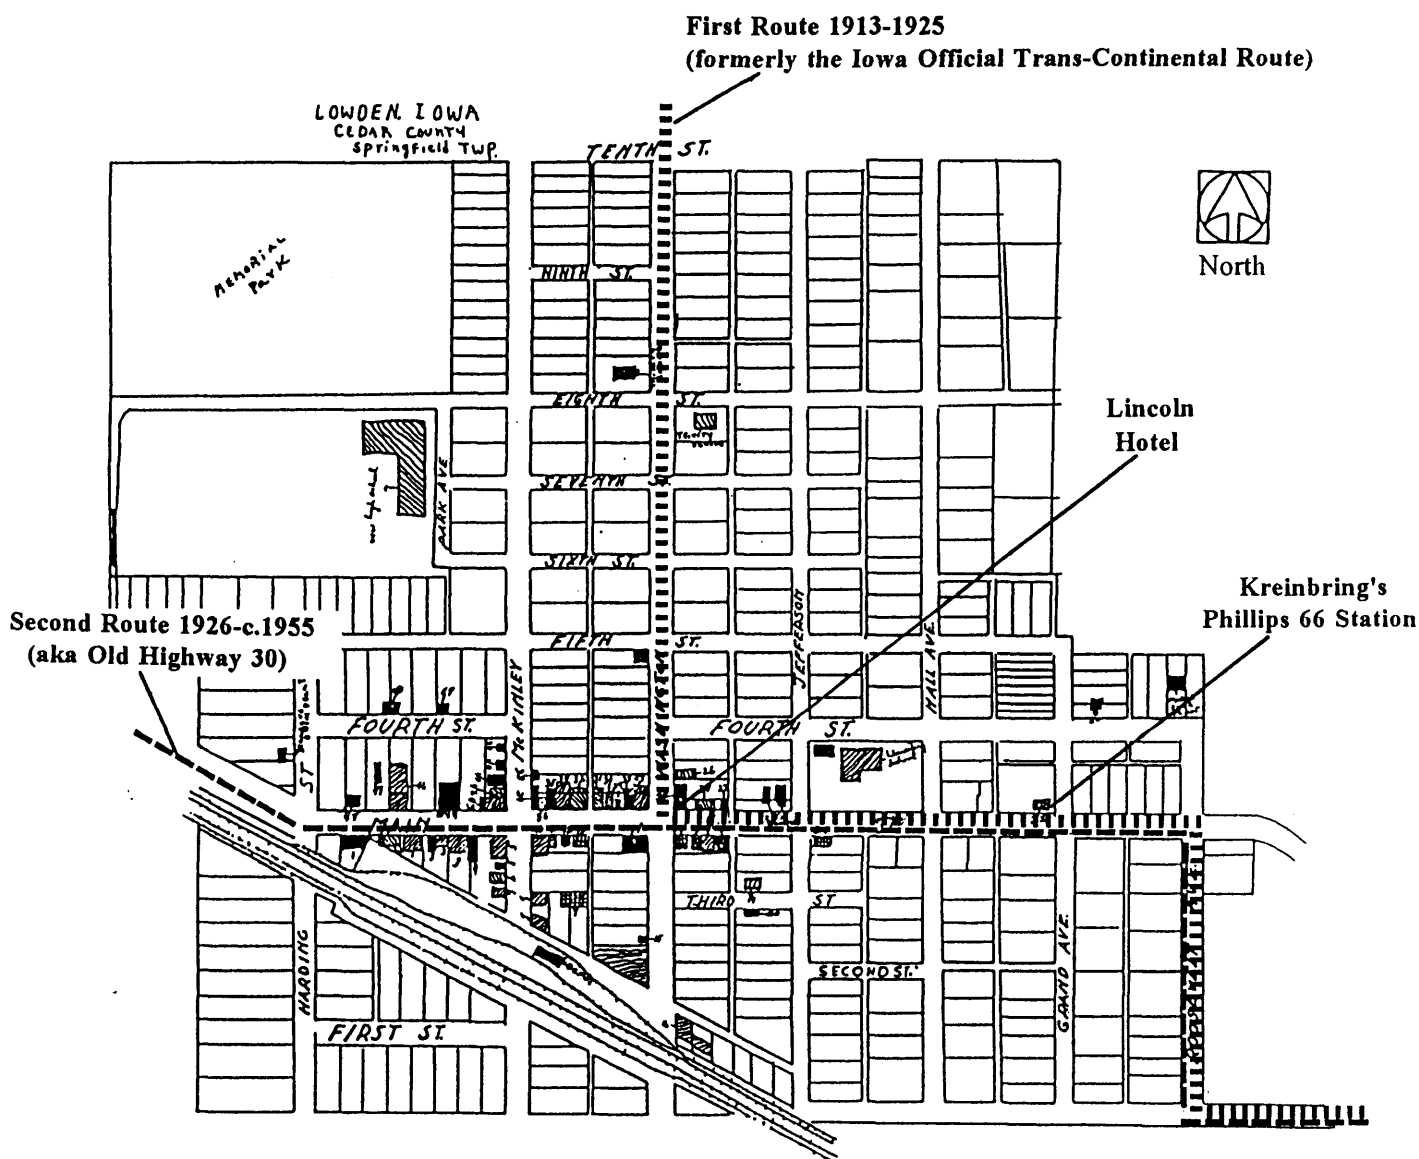 First Route 1913-1925
(formerly the Iowa Official Trans-Continental Route)
LOWDEN, IOWA
CEDAR COUNTY
Springfield TWP.
TENTH ST.
North
MEMORIAL
PARK
NINTH ST.
EIGHTH ST.
Lincoln
Hotel
PARK AVE
SEVENTH ST
SIXTH ST.
Kreinbring's
Phillips 66 Station
Second Route 1926-c.1955
(aka Old Highway 30)
FIFTH ST.
JEFFERSON
HALL AVE.
MCKINLEY
WASHINGTON
FOURTH ST.
FOURTH ST.
ST
MAIN
THIRD ST
HARDING
GRAND AVE.
SECOND ST.
FIRST ST.